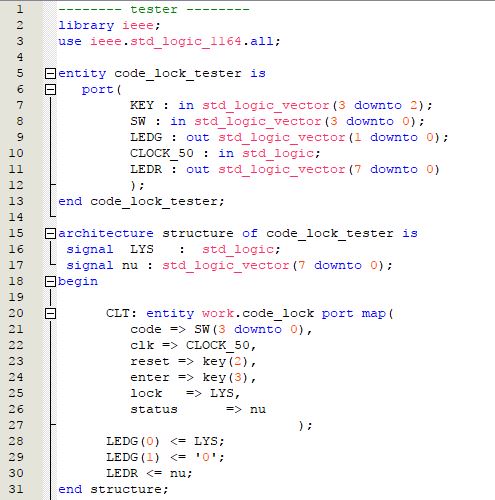 1 -------- tester --------
2 library ieee;
3 use ieee.std_logic_1164.all;
4
5 entity code_lock_tester is
6 port(
7 KEY : in std_logic_vector(3 downto 2);
8 SW : in std_logic_vector(3 downto 0);
9 LEDG : out std_logic_vector(1 downto 0);
10 CLOCK_50 : in std_logic;
11 LEDR : out std_logic_vector(7 downto 0)
12 );
13 end code_lock_tester;
14
15 architecture structure of code_lock_tester is
16 signal LYS : std_logic;
17 signal nu : std_logic_vector(7 downto 0);
18 begin
19
20 CLT: entity work.code_lock port map(
21 code => SW(3 downto 0),
22 clk => CLOCK_50,
23 reset => key(2),
24 enter => key(3),
25 lock => LYS,
26 status => nu
27 );
28 LEDG(0) <= LYS;
29 LEDG(1) <= '0';
30 LEDR <= nu;
31 end structure;